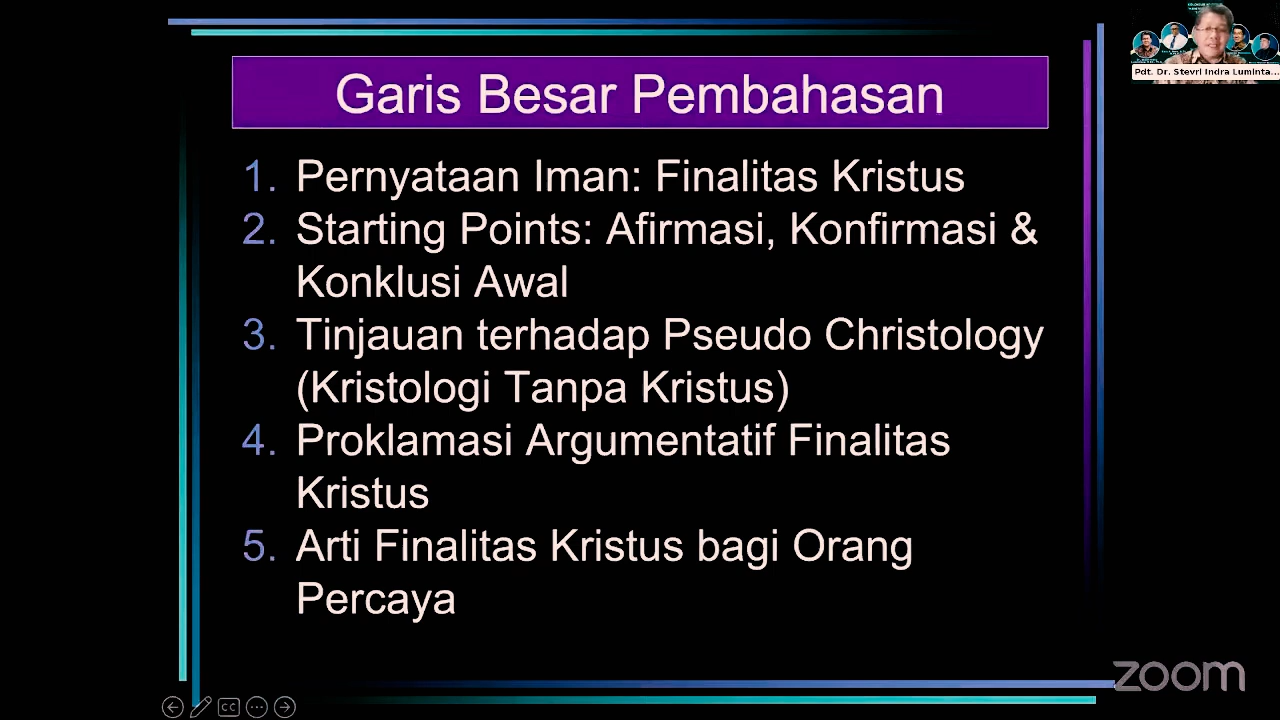 Garis Besar Pembahasan
1. Pernyataan Iman: Finalitas Kristus
2. Starting Points: Afirmasi, Konfirmasi &
Konklusi Awal
3. Tinjauan terhadap Pseudo Christology
(Kristologi Tanpa Kristus)
4. Proklamasi Argumentatif Finalitas
Kristus
5. Arti Finalitas Kristus bagi Orang
Percaya
Pdt. Dr. Stevri Indra Luminta...
CC
zoom